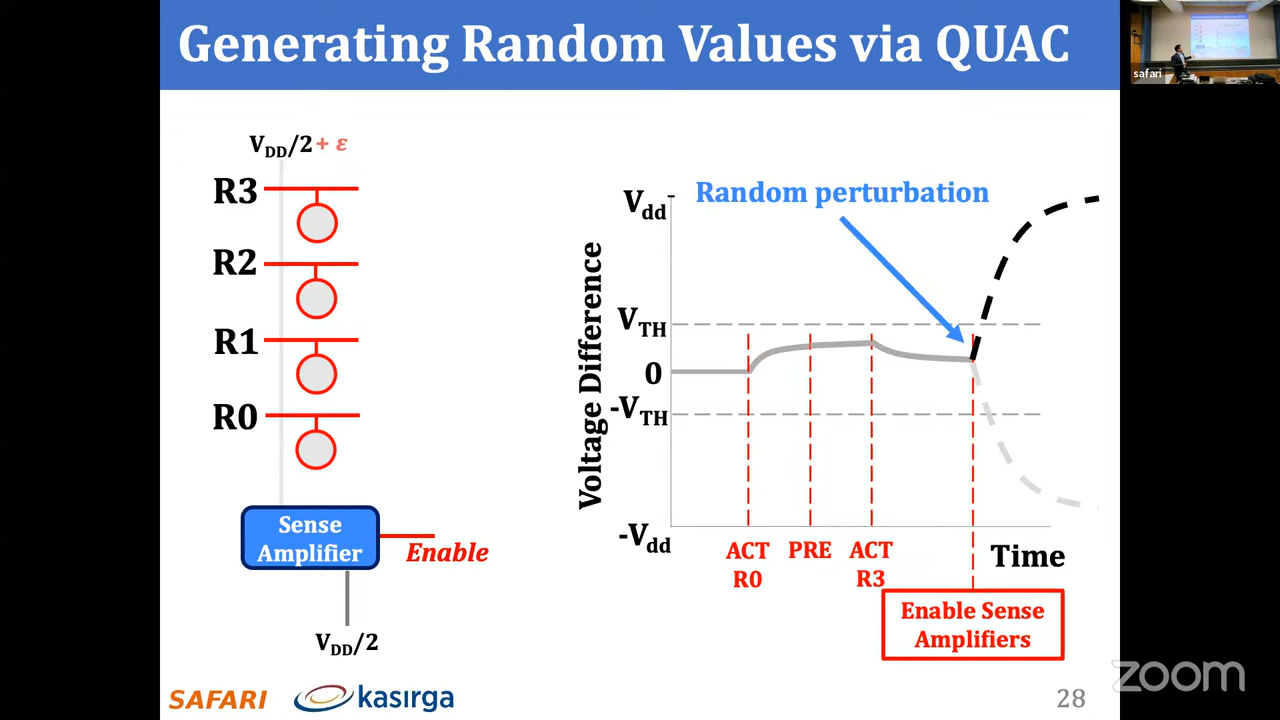 Generating Random Values via QUAC
safari
VDD/2 + ε
R3
R2
R1
R0
Sense
Amplifier
Enable
VDD/2
Voltage Difference
Vdd
VTH
0
-VTH
-Vdd
Random perturbation
ACT
R0
PRE
ACT
R3
Time
Enable Sense
Amplifiers
SAFARI
kasırga
28
zoom